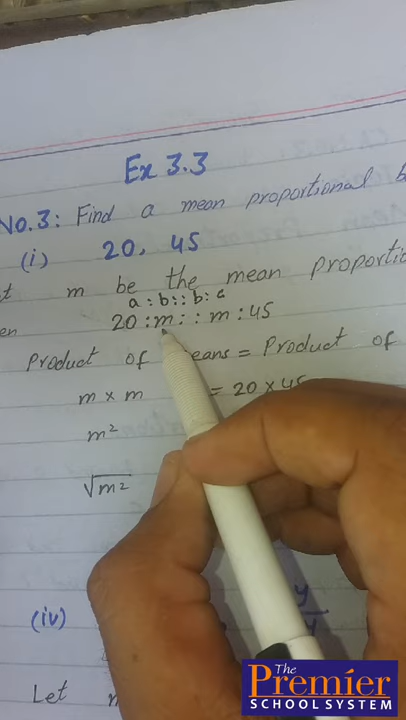 Ex 3.3
No.3: Find a mean proportional
(i) 20, 45
m be the mean
a : b :: b : c
20 : m : : m : 45
Product of = Product of
m × m = 20 × 45
m²
√m²
(iv) y
Let
The
Premier
SCHOOL SYSTEM